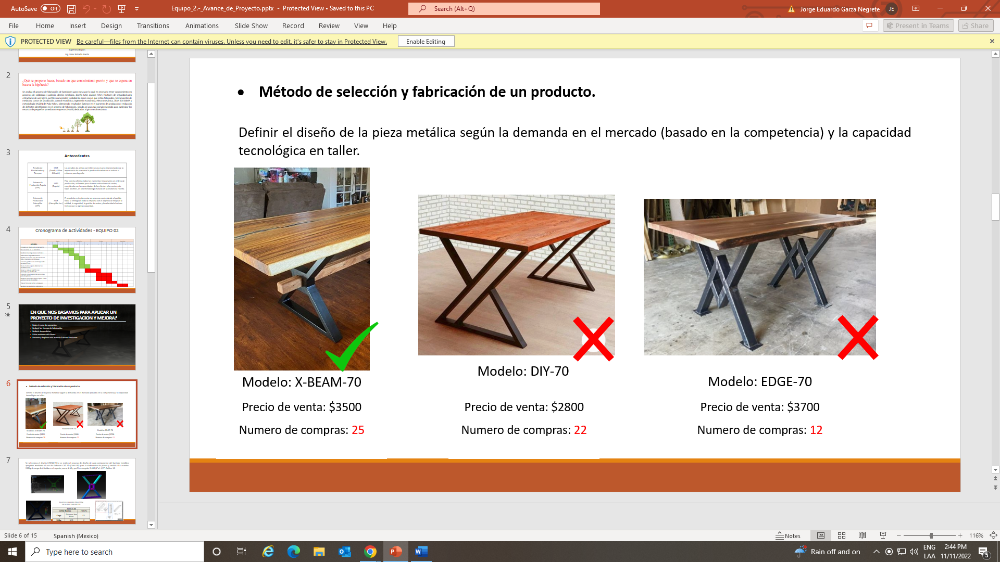 AutoSave Off
Equipo_2.-_Avance_de_Proyecto.pptx - Protected View • Saved to this PC
Search (Alt+Q)
Jorge Eduardo Garza Negrete JE
File Home Insert Design Transitions Animations Slide Show Record Review View Help
Present in Teams Share
PROTECTED VIEW Be careful—files from the Internet can contain viruses. Unless you need to edit, it's safer to stay in Protected View. Enable Editing
2
¿Qué se propone hacer, basado en que conocimiento previo y que se espera en
base a la hipótesis?
3
Antecedentes
4
Cronograma de Actividades - EQUIPO 02
5
EN QUE NOS BASAMOS PARA APLICAR UN
PROYECTO DE INVESTIGACION Y MEJORA?
6
7
• Método de selección y fabricación de un producto.
Definir el diseño de la pieza metálica según la demanda en el mercado (basado en la competencia) y la capacidad
tecnológica en taller.
Modelo: X-BEAM-70
Precio de venta: $3500
Numero de compras: 25
Modelo: DIY-70
Precio de venta: $2800
Numero de compras: 22
Modelo: EDGE-70
Precio de venta: $3700
Numero de compras: 12
Slide 6 of 15
Spanish (Mexico)
Notes
116%
Type here to search
Rain off and on
ENG
LAA
2:44 PM
11/11/2022
5